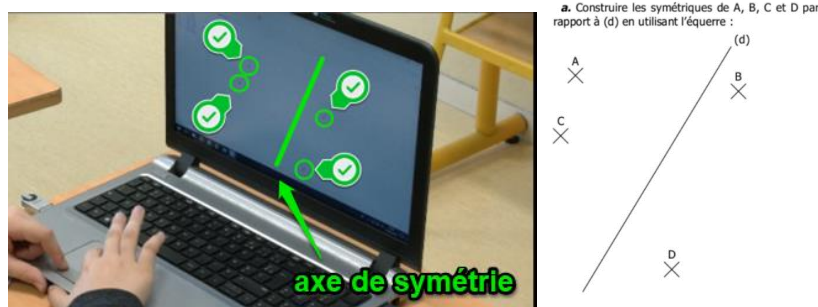 axe de symétrie
a. Construire les symétriques de A, B, C et D par
rapport à (d) en utilisant l'équerre :
(d)
A
B
C
D